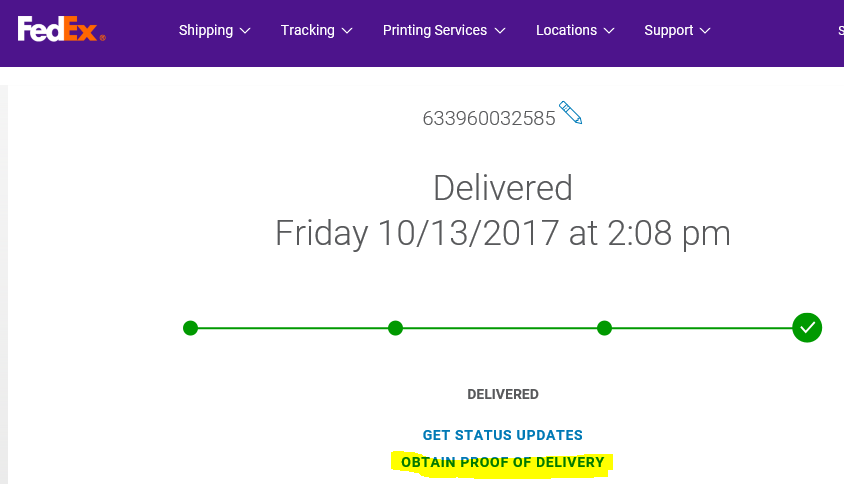 FedEx®
Shipping Tracking Printing Services Locations Support S
633960032585
Delivered
Friday 10/13/2017 at 2:08 pm
DELIVERED
GET STATUS UPDATES
OBTAIN PROOF OF DELIVERY